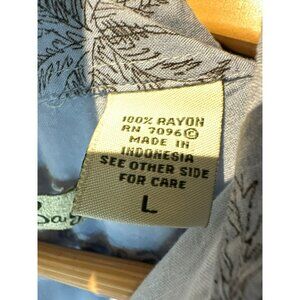 100% RAYON
RN 7096©
MADE IN
INDONESIA
SEE OTHER SIDE
FOR CARE
L